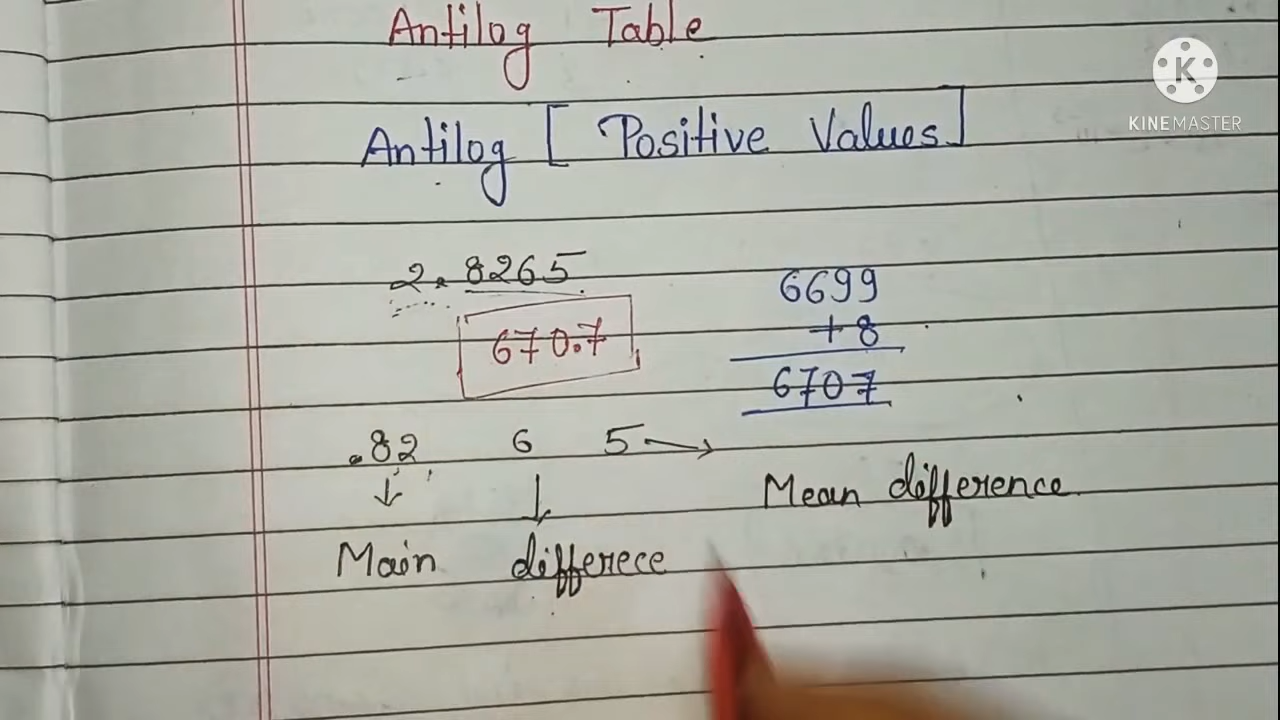 Antilog Table
K
KINEMASTER
Antilog [ Positive Values]
2.8265
6699
+8
6707
670.7
.82 6 5 →
↓ ↓ Mean difference
Main differece